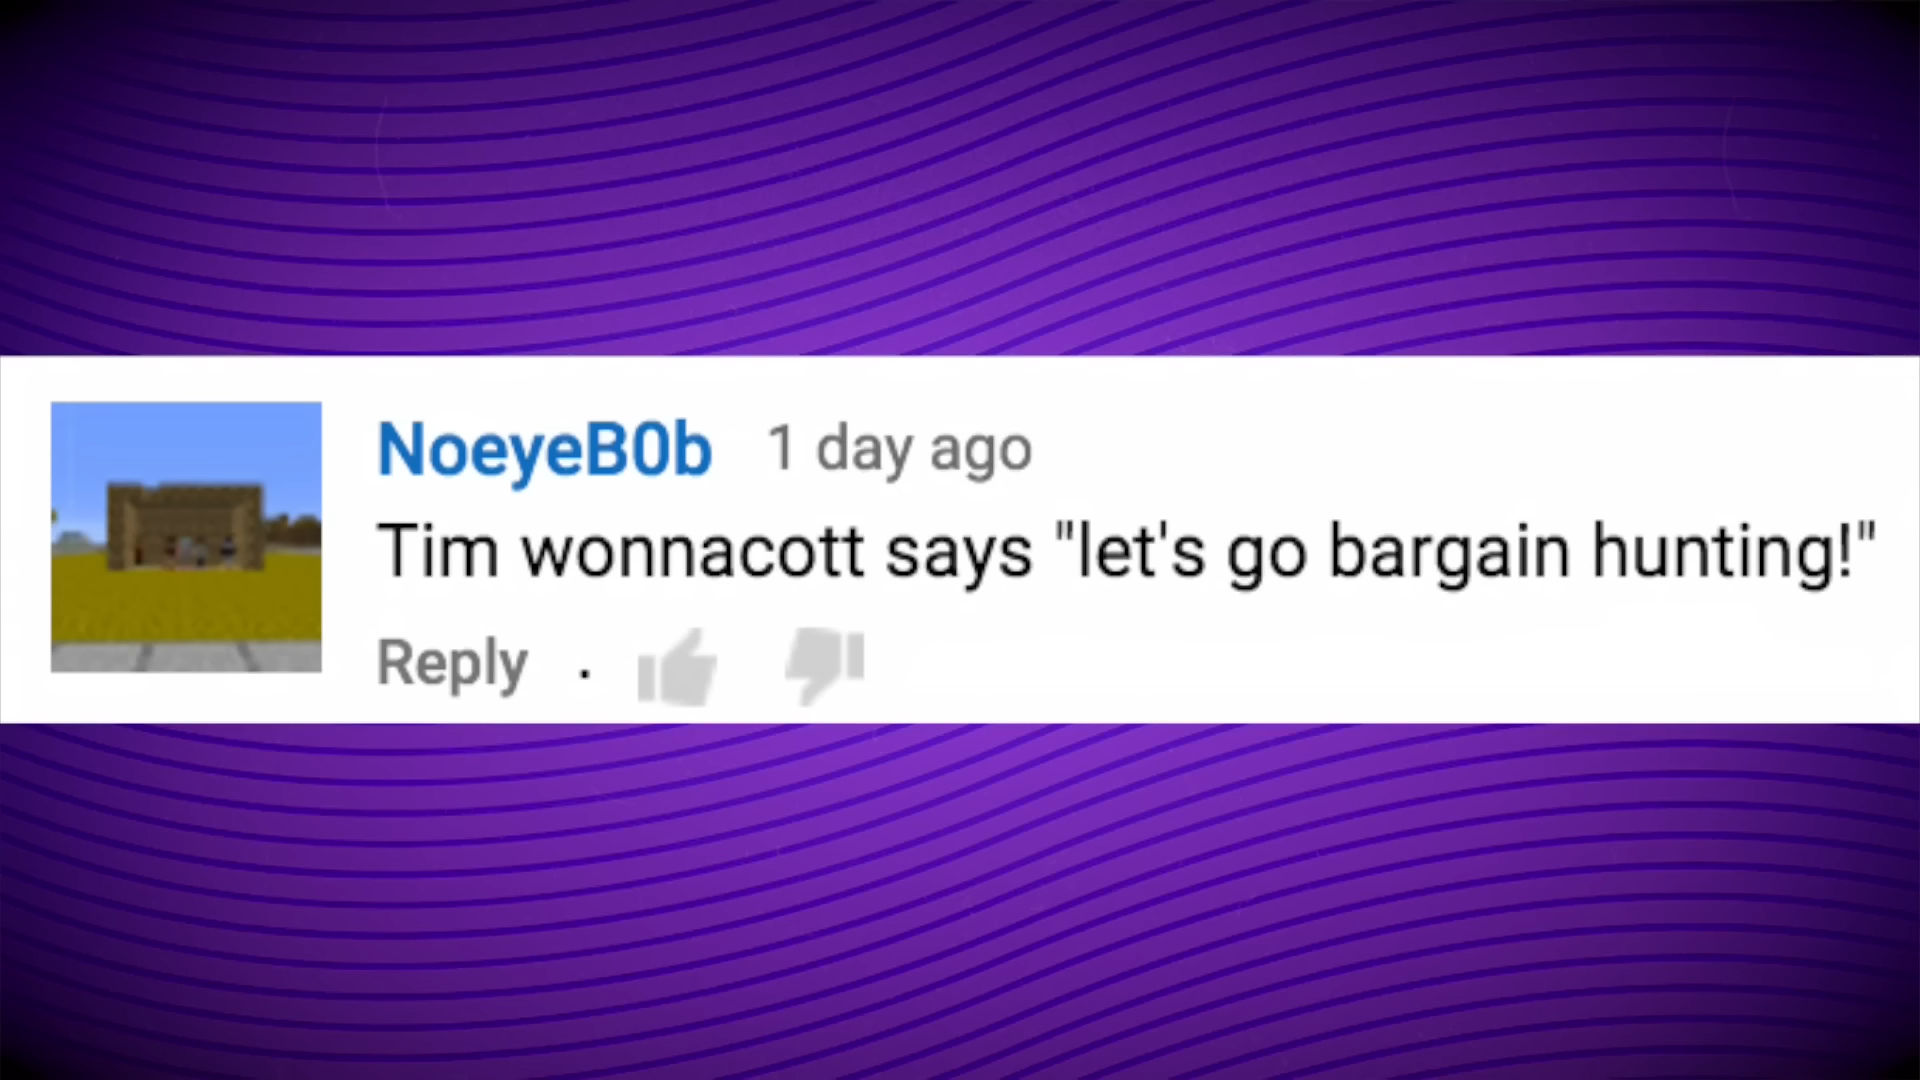 NoeyeB0b 1 day ago
Tim wonnacott says "let's go bargain hunting!"
Reply .